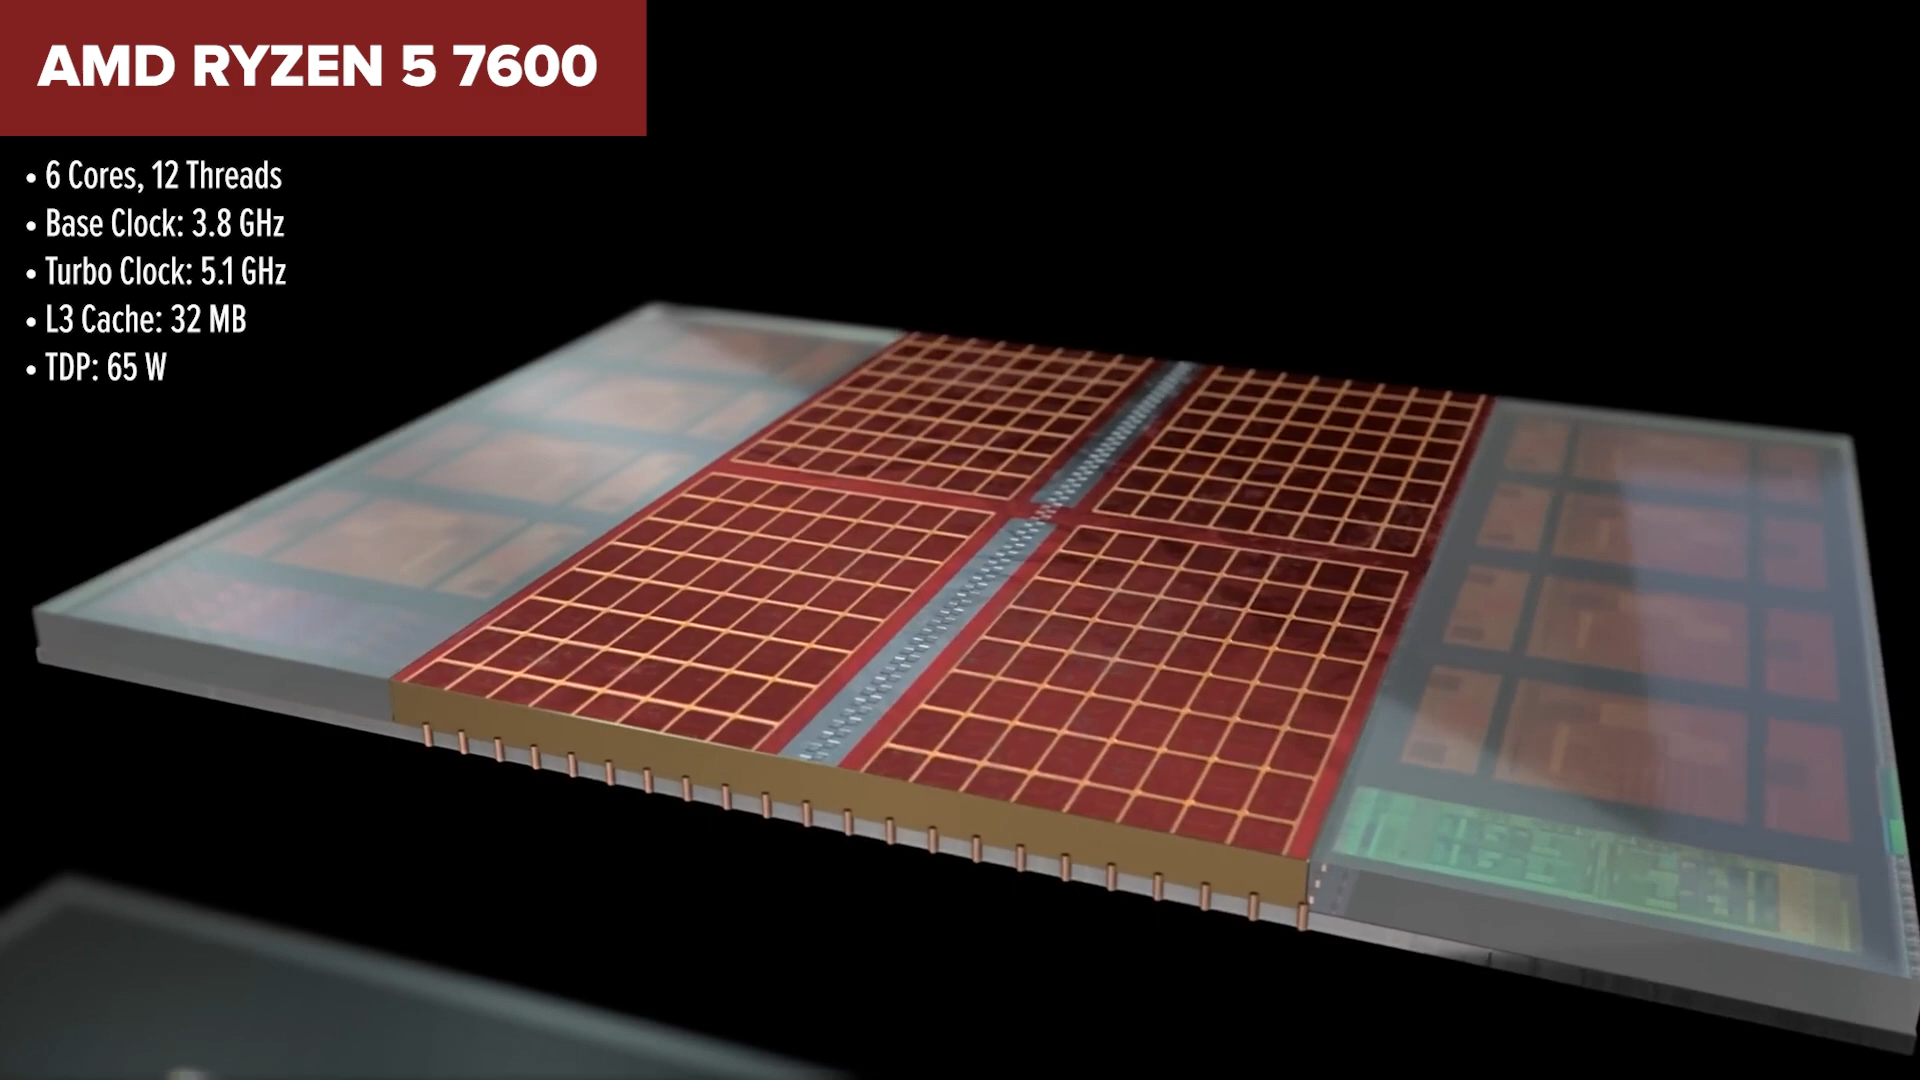 AMD RYZEN 5 7600
• 6 Cores, 12 Threads
• Base Clock: 3.8 GHz
• Turbo Clock: 5.1 GHz
• L3 Cache: 32 MB
• TDP: 65 W